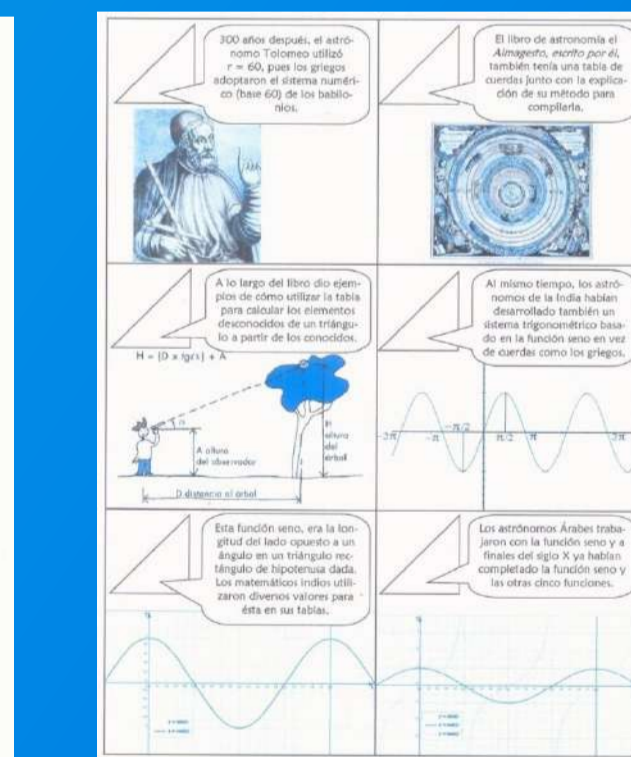 300 años después, el astró-
nomo Tolomeo utilizó
r = 60, pues los griegos
adoptaron el sistema numéri-
co (base 60) de los babilo-
nios.
El libro de astronomía el
Almagesto, escrito por él,
también tenía una tabla de
cuerdas junto con la explica-
ción de su método para
compilarla.
A lo largo del libro dio ejem-
plos de cómo utilizar la tabla
para calcular los elementos
desconocidos de un triángu-
lo a partir de los conocidos.
H = (D x tgα) + A
α
A altura
del observador
H
altura
del
árbol
D distancia al árbol
Al mismo tiempo, los astró-
nomos de la India habían
desarrollado también un
sistema trigonométrico basa-
do en la función seno en vez
de cuerdas como los griegos.
-3π -π -π/2 π/2 π 3π
Esta función seno, era la lon-
gitud del lado opuesto a un
ángulo en un triángulo rec-
tángulo de hipotenusa dada.
Los matemáticos indios utili-
zaron diversos valores para
ésta en sus tablas.
Los astrónomos Árabes traba-
jaron con la función seno y a
finales del siglo X ya habían
completado la función seno y
las otras cinco funciones.